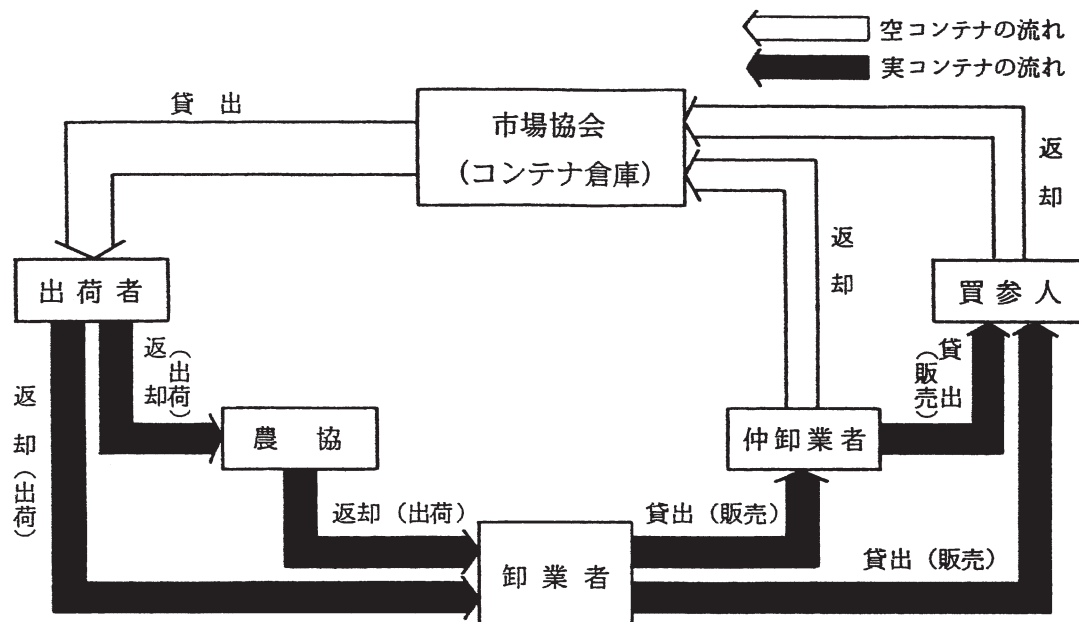 空コンテナの流れ
実コンテナの流れ
貸出
市場協会
(コンテナ倉庫)
返却
返却
出荷者
買参人
返却(出荷)
返却(出荷)
貸出(販売)
農協
仲卸業者
返却(出荷)
貸出(販売)
卸業者
貸出(販売)